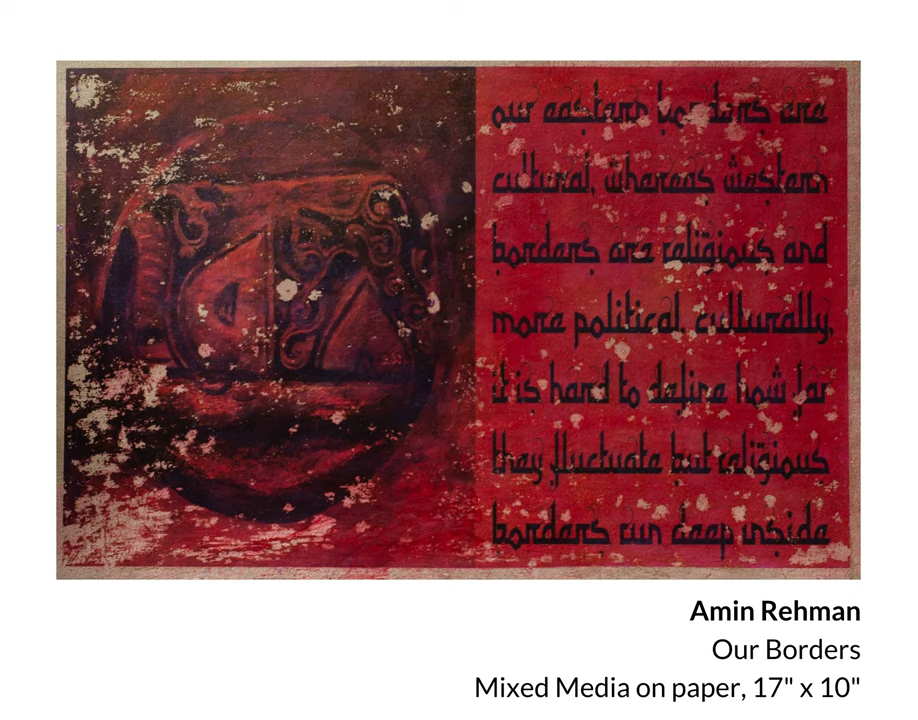 our eastern borders are
cultural, whereas western
borders are religious and
more political. culturally,
it is hard to define how far
they fluctuate but religious
borders run deep inside
Amin Rehman
Our Borders
Mixed Media on paper, 17" x 10"